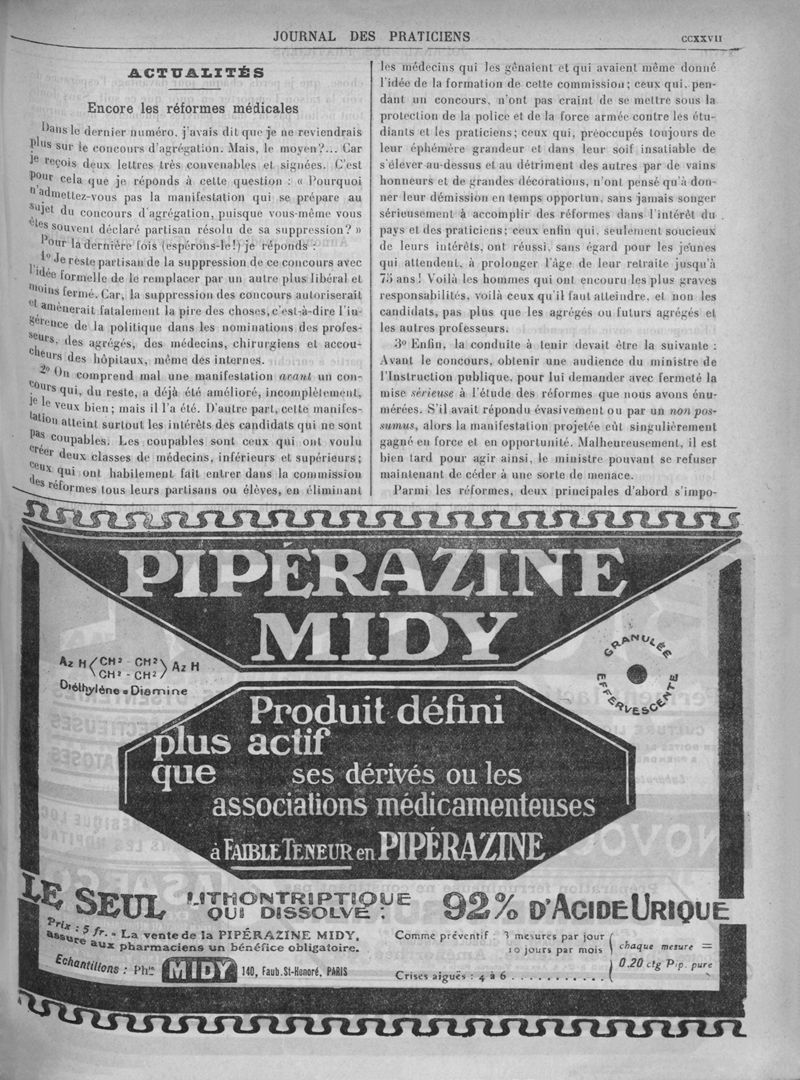 JOURNAL DES PRATICIENS
CCXXVII
ACTUALITÉS
Encore les réformes médicales
Dans le dernier numéro, j'avais dit que je ne reviendrais
plus sur le concours d'agrégation. Mais, le moyen?... Car
je reçois deux lettres très convenables et signées. C'est
pour cela que je réponds à cette question : « Pourquoi
n'admettez-vous pas la manifestation qui se prépare au
sujet du concours d'agrégation, puisque vous-même vous
êtes souvent déclaré partisan résolu de sa suppression? »
Pour la dernière fois (espérons-le!) je réponds :
1º Je reste partisan de la suppression de ce concours avec
l'idée formelle de le remplacer par un autre plus libéral et
moins fermé. Car, la suppression des concours autoriserait
et amènerait fatalement la pire des choses, c'est-à-dire l'in-
gérence de la politique dans les nominations des profes-
seurs, des agrégés, des médecins, chirurgiens et accou-
cheurs des hôpitaux, même des internes.
2º On comprend mal une manifestation avant un con-
cours qui, du reste, a déjà été amélioré, incomplètement,
je le veux bien; mais il l'a été. D'autre part, cette manifes-
tation atteint surtout les intérêts des candidats qui ne sont
pas coupables. Les coupables sont ceux qui ont voulu
créer deux classes de médecins, inférieurs et supérieurs;
ceux qui ont habilement fait entrer dans la commission
des réformes tous leurs partisans ou élèves, en éliminant
les médecins qui les gênaient et qui avaient même donné
l'idée de la formation de cette commission; ceux qui, pen-
dant un concours, n'ont pas craint de se mettre sous la
protection de la police et de la force armée contre les étu-
diants et les praticiens; ceux qui, préoccupés toujours de
leur éphémère grandeur et dans leur soif insatiable de
s'élever au-dessus et au détriment des autres par de vains
honneurs et de grandes décorations, n'ont pensé qu'à don-
ner leur démission en temps opportun, sans jamais songer
sérieusement à accomplir des réformes dans l'intérêt du
pays et des praticiens; ceux enfin qui, seulement soucieux
de leurs intérêts, ont réussi, sans égard pour les jeunes
qui attendent, à prolonger l'âge de leur retraite jusqu'à
75 ans! Voilà les hommes qui ont encouru les plus graves
responsabilités, voilà ceux qu'il faut atteindre, et non les
candidats, pas plus que les agrégés ou futurs agrégés et
les autres professeurs.
3º Enfin, la conduite à tenir devait être la suivante :
Avant le concours, obtenir une audience du ministre de
l'Instruction publique, pour lui demander avec fermeté la
mise sérieuse à l'étude des réformes que nous avons énu-
mérées. S'il avait répondu évasivement ou par un non pos-
sumus, alors la manifestation projetée eût singulièrement
gagné en force et en opportunité. Malheureusement, il est
bien tard pour agir ainsi, le ministre pouvant se refuser
maintenant de céder à une sorte de menace.
Parmi les réformes, deux principales d'abord s'impo-
PIPÉRAZINE
MIDY
Az H / CH² - CH² \ Az H
\ CH² - CH² /
Diéthylène = Diamine
GRANULÉE
EFFERVESCENTE
Produit défini
plus actif
que ses dérivés ou les
associations médicamenteuses
à FAIBLE TENEUR en PIPÉRAZINE
LE SEUL LITHONTRIPTIQUE
QUI DISSOLVE :
92% D'ACIDE URIQUE
Prix : 5 fr. - La vente de la PIPÉRAZINE MIDY,
assure aux pharmaciens un bénéfice obligatoire.
Échantillons : Phie MIDY 140, Faub. St-Honoré, PARIS
Comme préventif : 3 mesures par jour
10 jours par mois
Crises aiguës : 4 à 6 . . . . . . . . . . .
chaque mesure =
0.20 ctg Pip. pure